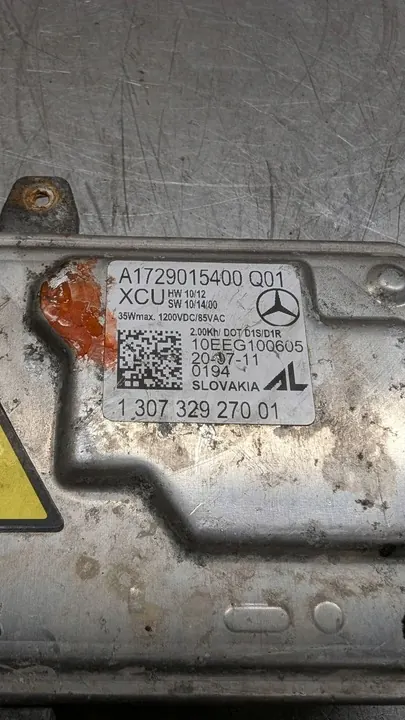 A1729015400 Q01
XCU HW 10/12
SW 10/14/00
35Wmax. 1200VDC/85VAC
2.00Kh/ DOT D1S/D1R
10EEG100605
20-07-11
0194
SLOVAKIA AL
1 307 329 270 01